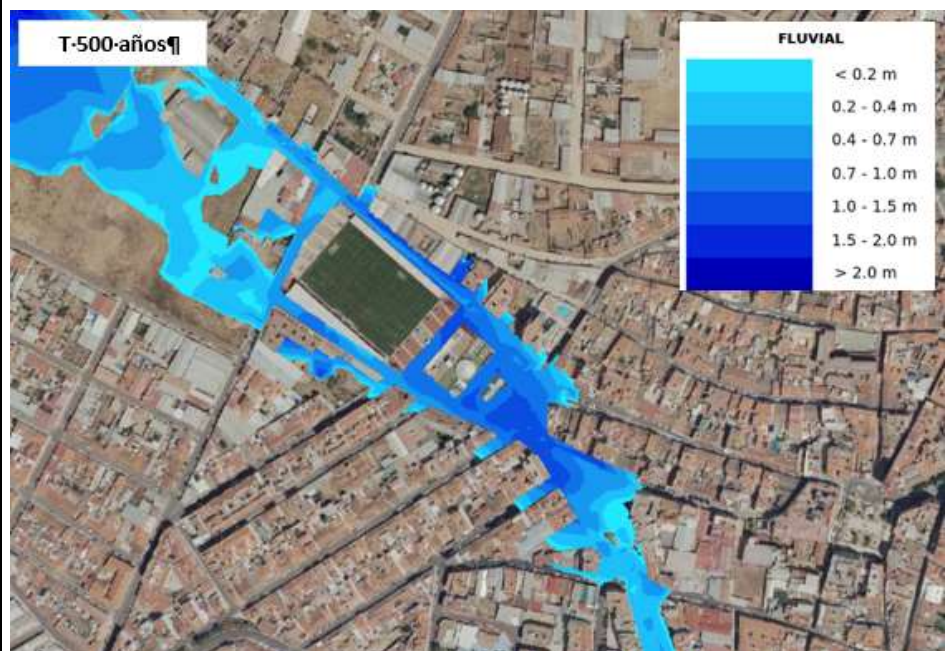 T·500·años¶
FLUVIAL
< 0.2 m
0.2 - 0.4 m
0.4 - 0.7 m
0.7 - 1.0 m
1.0 - 1.5 m
1.5 - 2.0 m
> 2.0 m